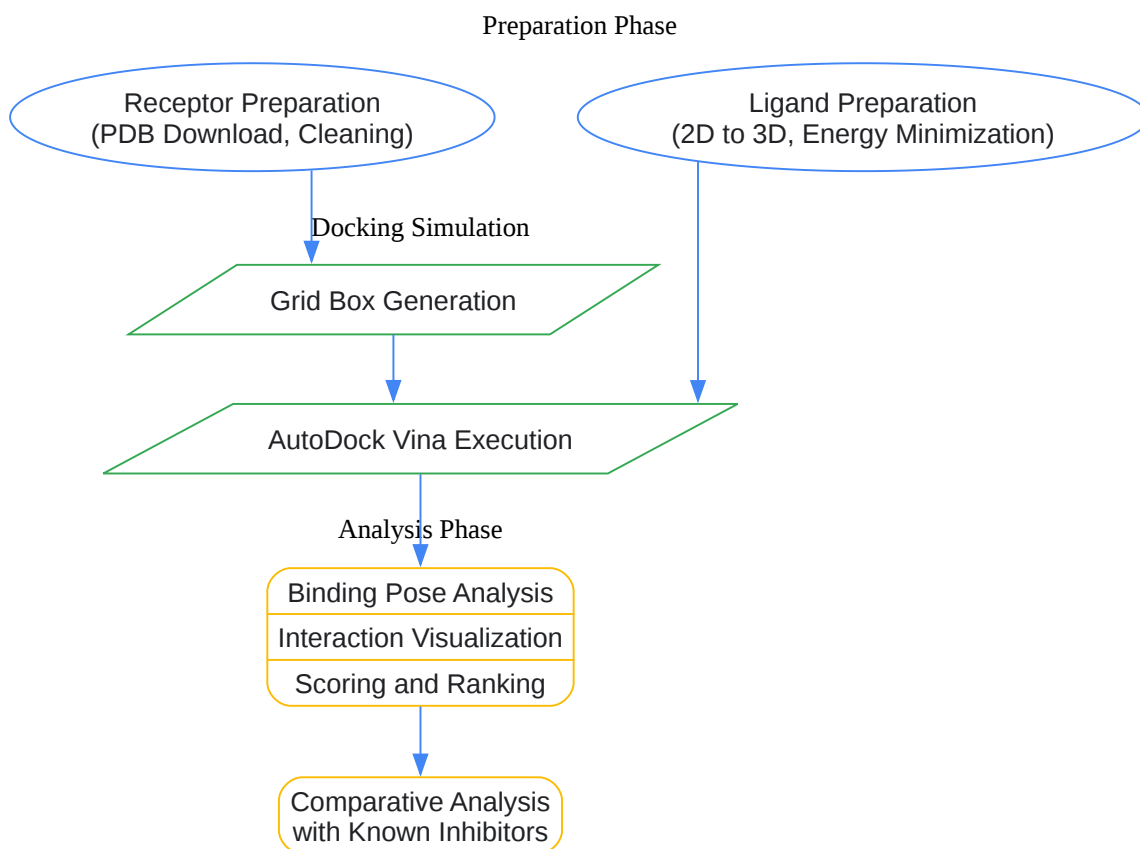 Preparation Phase
Receptor Preparation
(PDB Download, Cleaning)
Ligand Preparation
(2D to 3D, Energy Minimization)
Docking Simulation
Grid Box Generation
AutoDock Vina Execution
Analysis Phase
Binding Pose Analysis
Interaction Visualization
Scoring and Ranking
Comparative Analysis
with Known Inhibitors